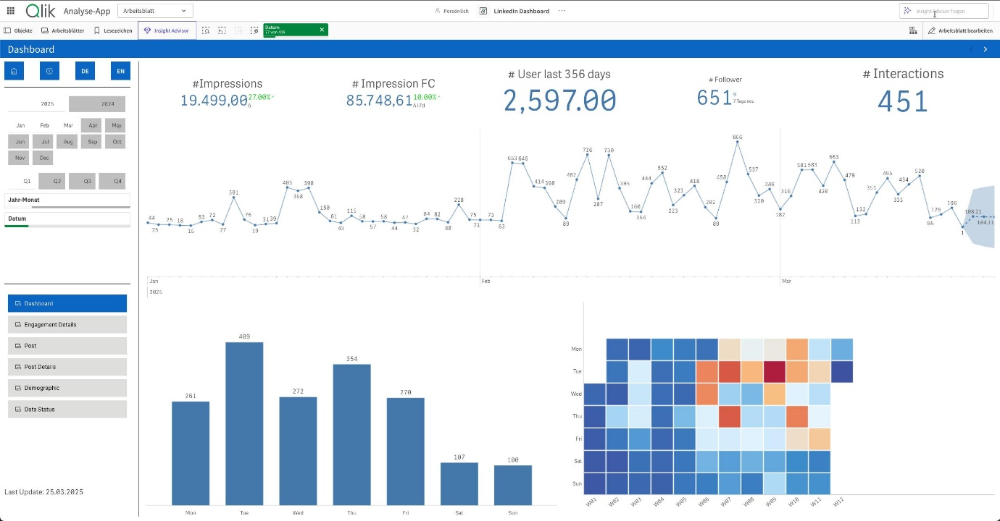 Qlik Analyse-App Arbeitsblatt Persönlich LinkedIn Dashboard ··· Insight Advisor fragen
Objekte Arbeitsblätter Lesezeichen Insight Advisor Datum Arbeitsblatt bearbeiten
77 von 419
Dashboard
DE EN
#Impressions
19.499,00 27.00%
Δ
# Impression FC
85.748,61 10.00%
Δ l7d
# User last 356 days
2,597.00
# Follower
651 9
7 Tage neu
# Interactions
451
2025 2024
Jan Feb Mar Apr May
Jun Jul Aug Sep Oct
Nov Dec
Q1 Q2 Q3 Q4
Jahr-Monat
Datum
44 25 25 18 15 53 72 27 301 76 10 31 39 403 368 398 150 61 43 115 58 57 58 44 47 32 84 82 48 228 75 73 73 63 653 646 414 398 209 89 482 736 287 730 395 160 154 444 552 223 323 418 202 89 458 866 537 320 386 182 316 581 583 420 663 479 113 132 351 495 333 434 520 95 129 196 1 108.21 104.11
Jan Feb Mar
2025
Dashboard
Engagement Details
Post
Post Details
Demographic
Data Status
Last Update: 25.03.2025
261 409 272 354 270 107 100
Mon Tue Wed Thu Fri Sat Sun
Mon
Tue
Wed
Thu
Fri
Sat
Sun
W01 W02 W03 W04 W05 W06 W07 W08 W09 W10 W11 W12